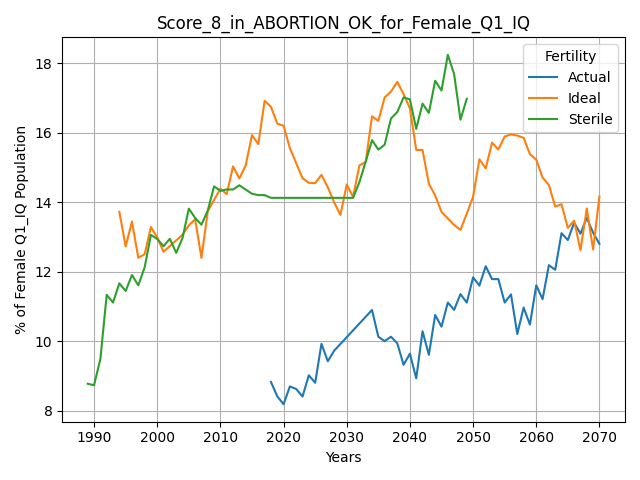 Score_8_in_ABORTION_OK_for_Female_Q1_IQ
% of Female Q1_IQ Population
18
16
14
12
10
8
Fertility
Actual
Ideal
Sterile
1990 2000 2010 2020 2030 2040 2050 2060 2070
Years